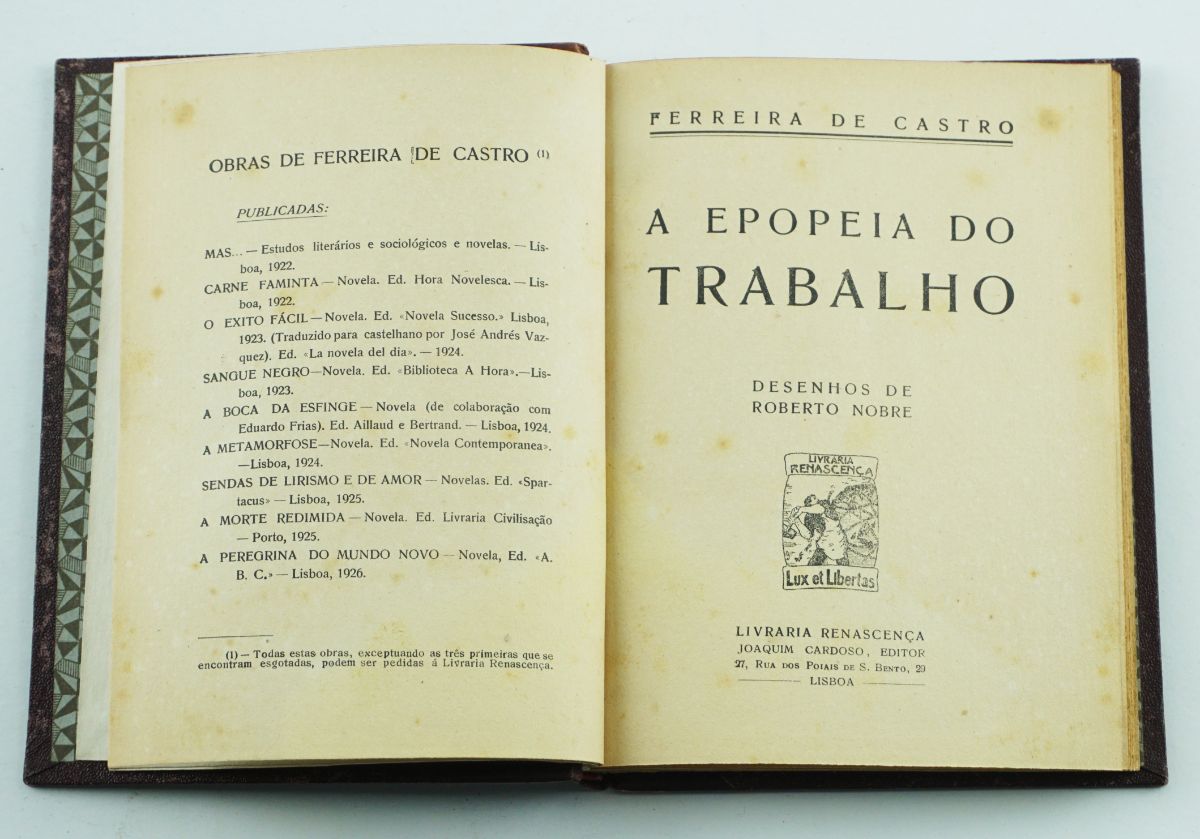 OBRAS DE FERREIRA DE CASTRO (1)
PUBLICADAS:
MAS... — Estudos literários e sociológicos e novelas. — Lis-
boa, 1922.
CARNE FAMINTA — Novela. Ed. Hora Novelesca. — Lis-
boa, 1922.
O EXITO FÁCIL — Novela. Ed. «Novela Sucesso.» Lisboa,
1923. (Traduzido para castelhano por José Andrés Vaz-
quez). Ed. «La novela del dia». — 1924.
SANGUE NEGRO—Novela. Ed. «Biblioteca A Hora».—Lis-
boa, 1923.
A BOCA DA ESFINGE — Novela (de colaboração com
Eduardo Frias). Ed. Aillaud e Bertrand. — Lisboa, 1924.
A METAMORFOSE—Novela. Ed. «Novela Contemporanea».
—Lisboa, 1924.
SENDAS DE LIRISMO E DE AMOR — Novelas. Ed. «Spar-
tacus» — Lisboa, 1925.
A MORTE REDIMIDA — Novela. Ed. Livraria Civilisação
— Porto, 1925.
A PEREGRINA DO MUNDO NOVO — Novela, Ed. «A.
B. C.» — Lisboa, 1926.
(1) — Todas estas obras, exceptuando as três primeiras que se
encontram esgotadas, podem ser pedidas á Livraria Renascença.
FERREIRA DE CASTRO
A EPOPEIA DO
TRABALHO
DESENHOS DE
ROBERTO NOBRE
LIVRARIA
RENASCENÇA
Lux et Libertas
LIVRARIA RENASCENÇA
JOAQUIM CARDOSO, EDITOR
27, RUA DOS POIAIS DE S. BENTO, 29
LISBOA